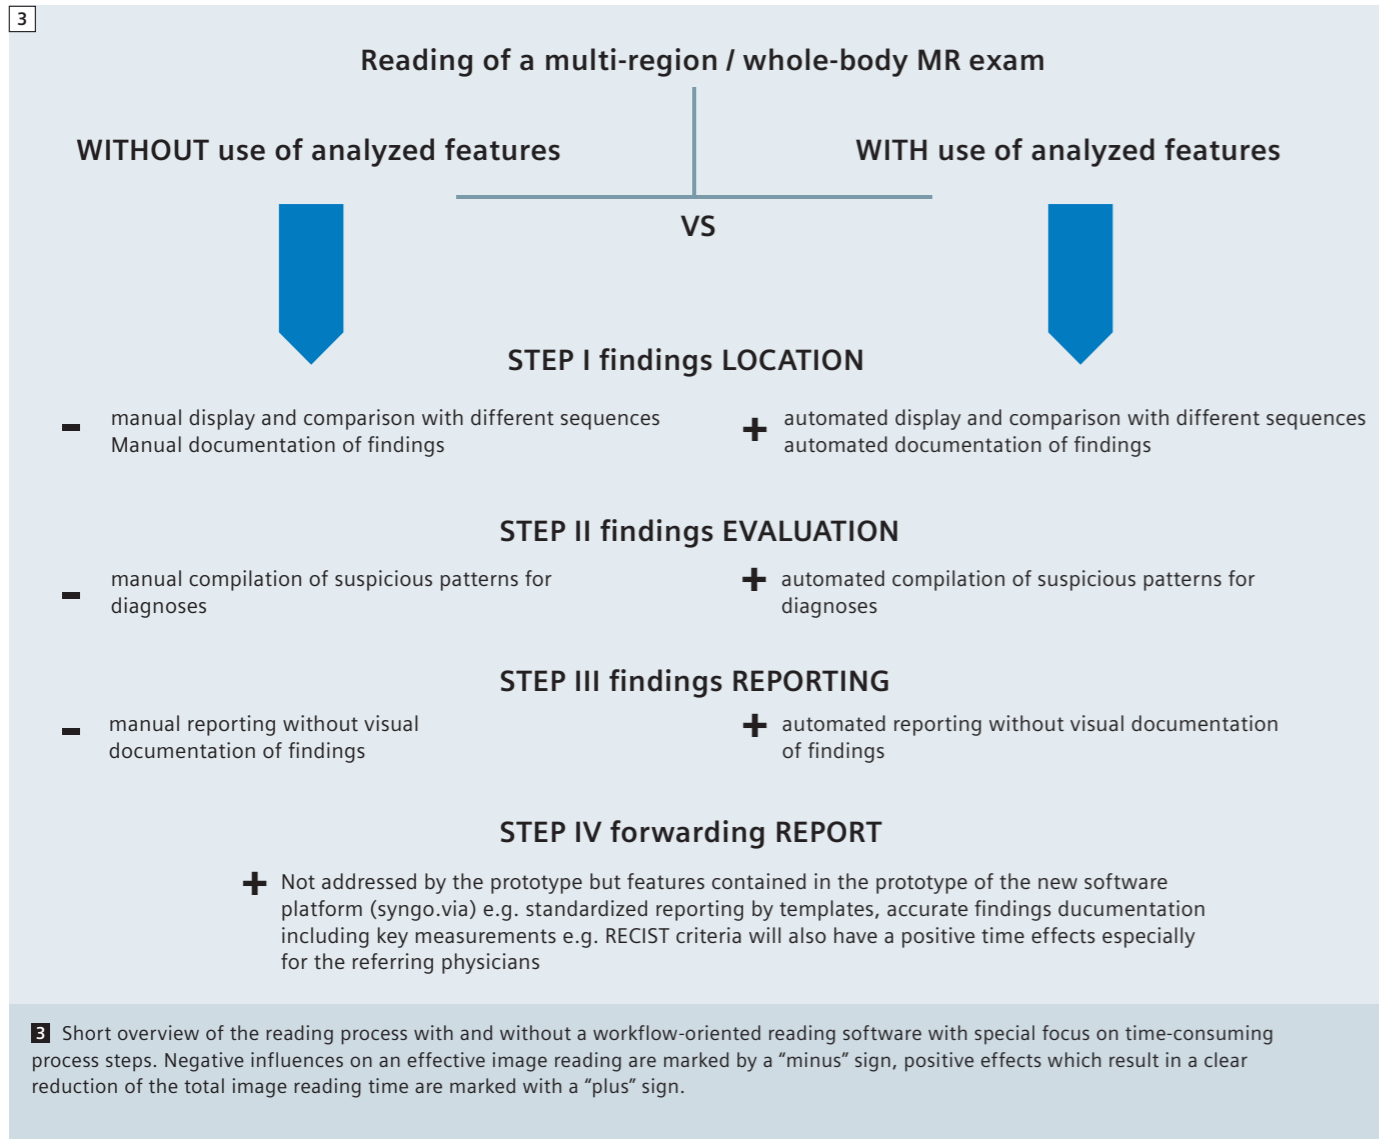 3
Reading of a multi-region / whole-body MR exam
WITHOUT use of analyzed features
WITH use of analyzed features
VS
STEP I findings LOCATION
- manual display and comparison with different sequences
Manual documentation of findings
+ automated display and comparison with different sequences
automated documentation of findings
STEP II findings EVALUATION
- manual compilation of suspicious patterns for
diagnoses
+ automated compilation of suspicious patterns for
diagnoses
STEP III findings REPORTING
- manual reporting without visual
documentation of findings
+ automated reporting without visual documentation
of findings
STEP IV forwarding REPORT
+ Not addressed by the prototype but features contained in the prototype of the new software
platform (syngo.via) e.g. standardized reporting by templates, accurate findings ducumentation
including key measurements e.g. RECIST criteria will also have a positive time effects especially
for the referring physicians
3 Short overview of the reading process with and without a workflow-oriented reading software with special focus on time-consuming
process steps. Negative influences on an effective image reading are marked by a “minus” sign, positive effects which result in a clear
reduction of the total image reading time are marked with a “plus” sign.